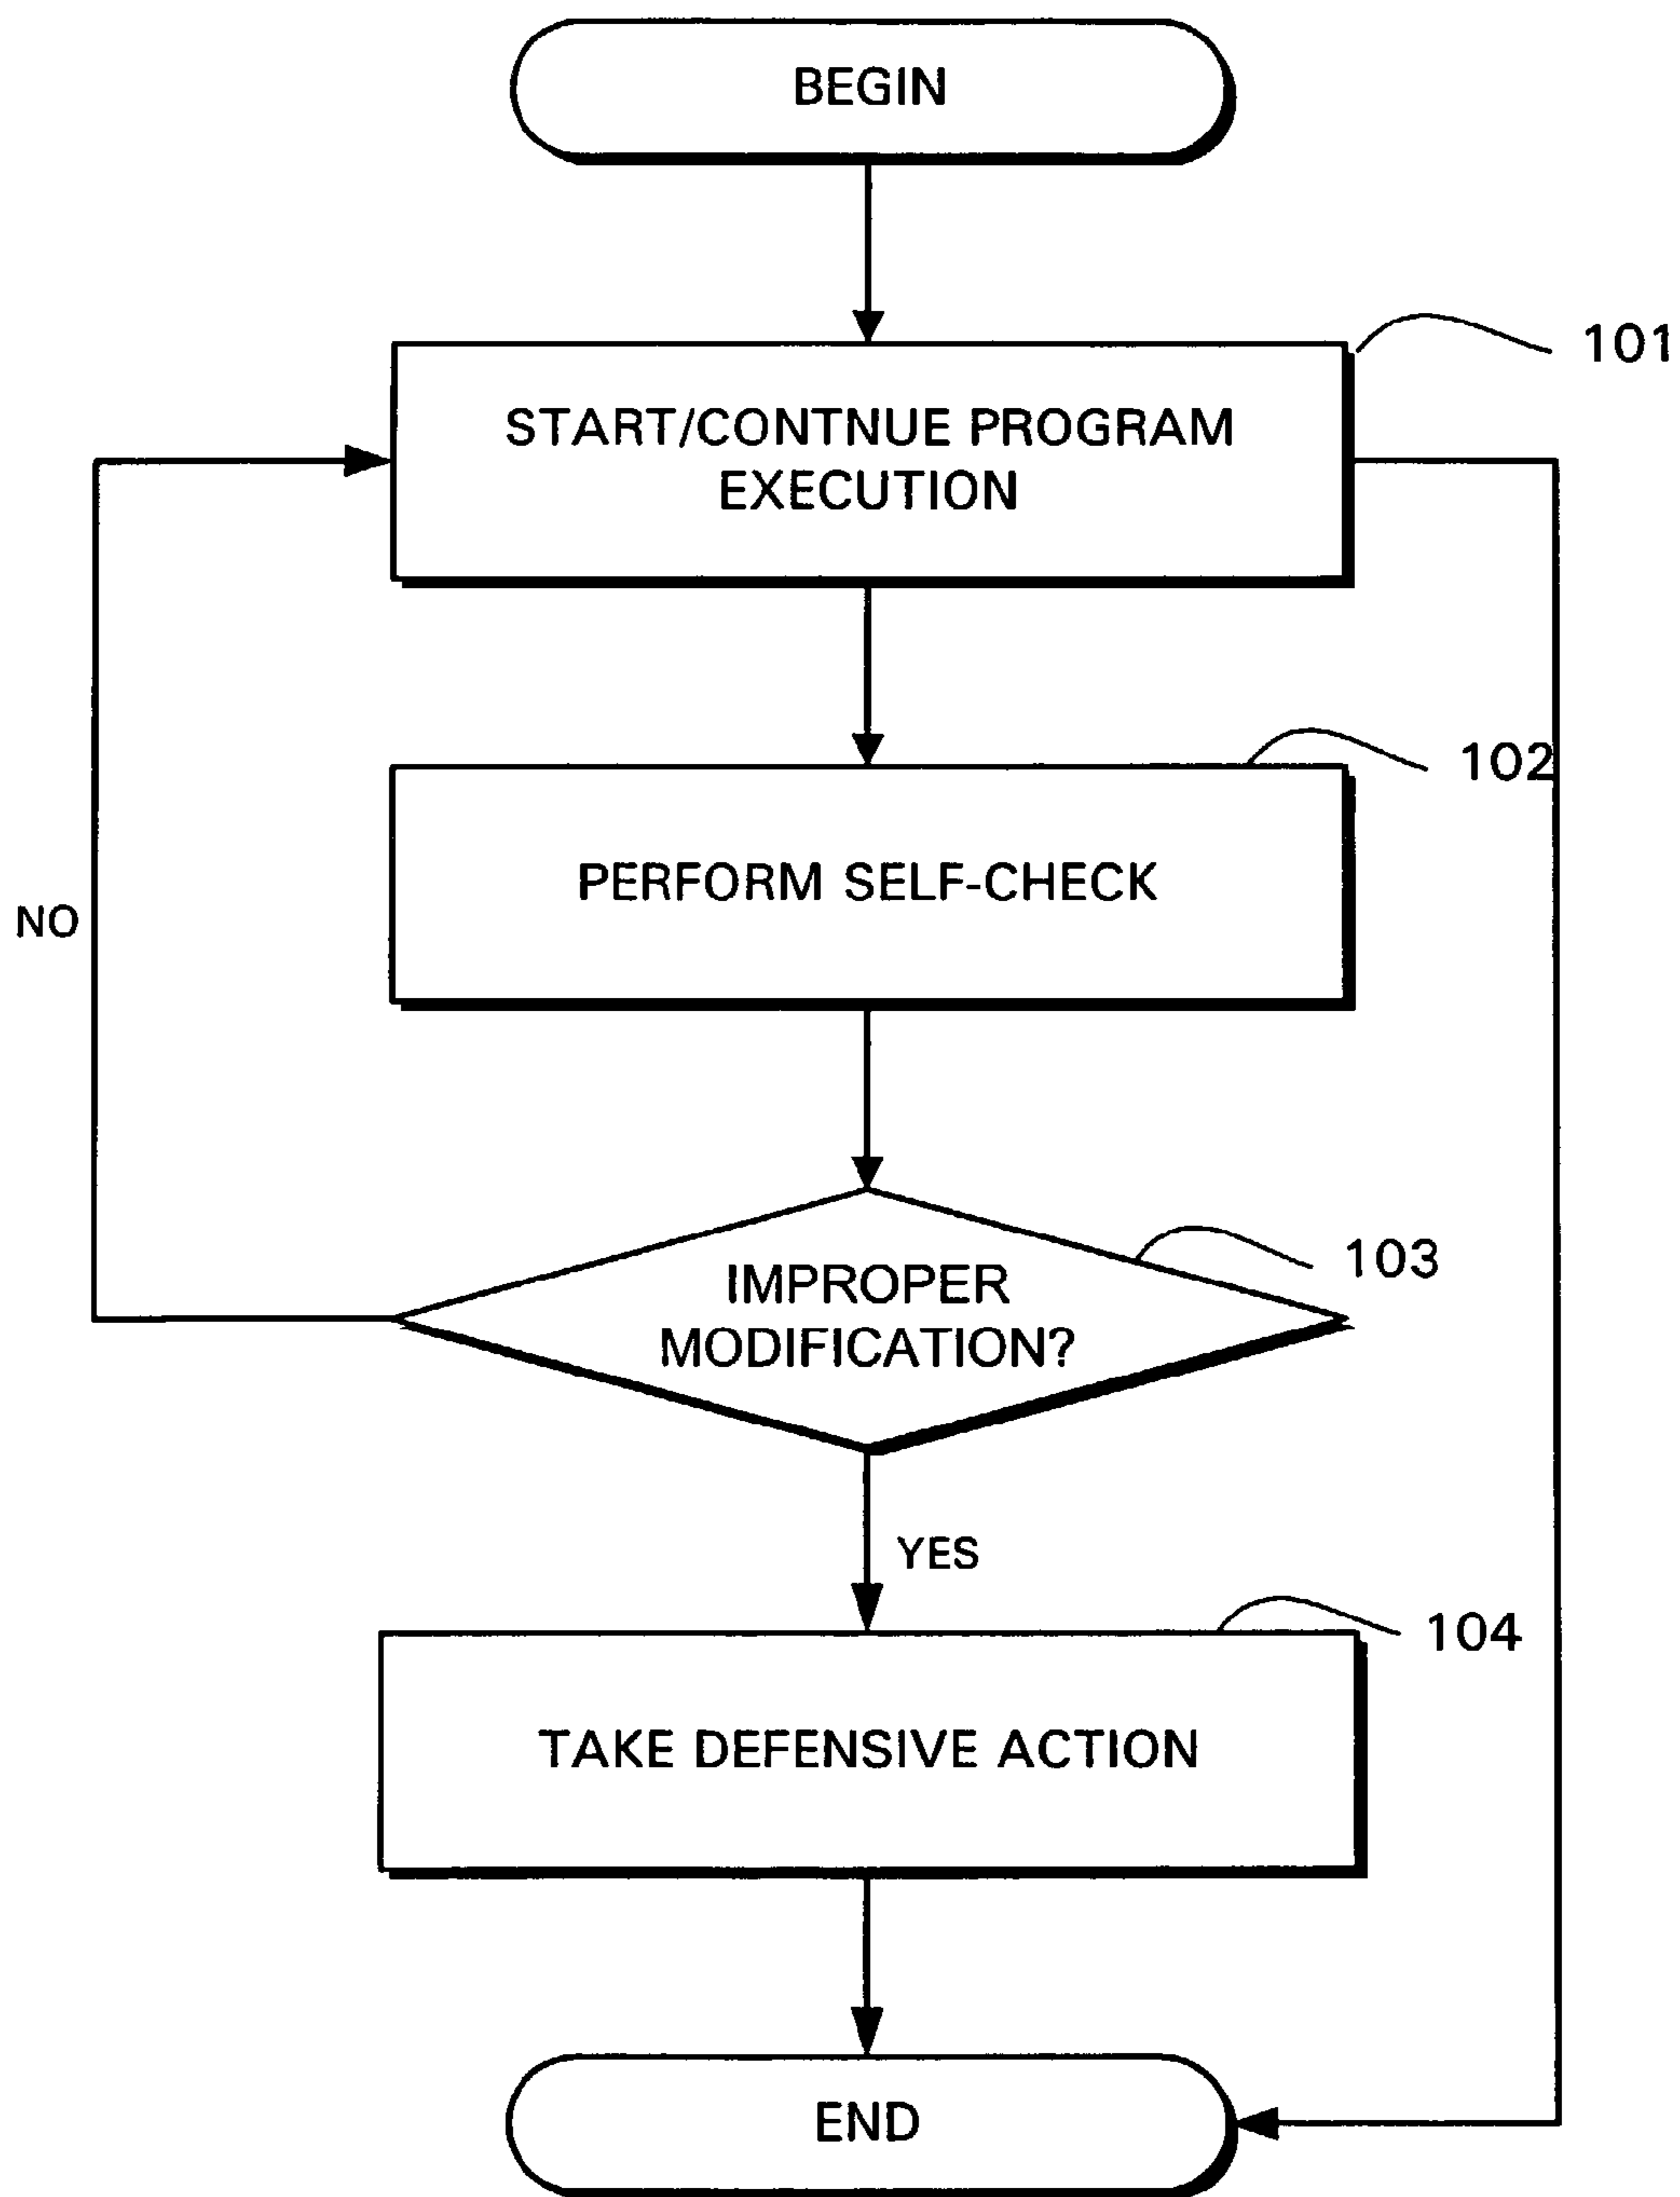 BEGIN
101
START/CONTNUE PROGRAM
EXECUTION
102
PERFORM SELF-CHECK
NO
103
IMPROPER
MODIFICATION?
YES
104
TAKE DEFENSIVE ACTION
END